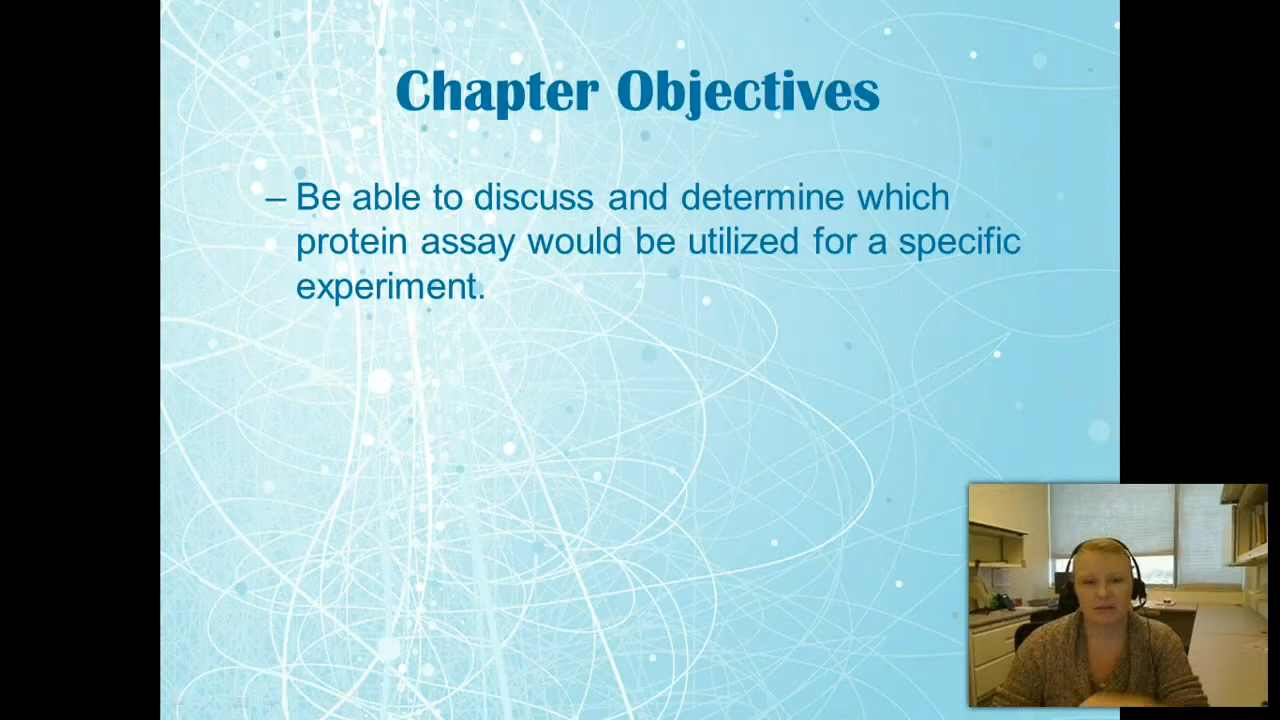 Chapter Objectives
– Be able to discuss and determine which
protein assay would be utilized for a specific
experiment.